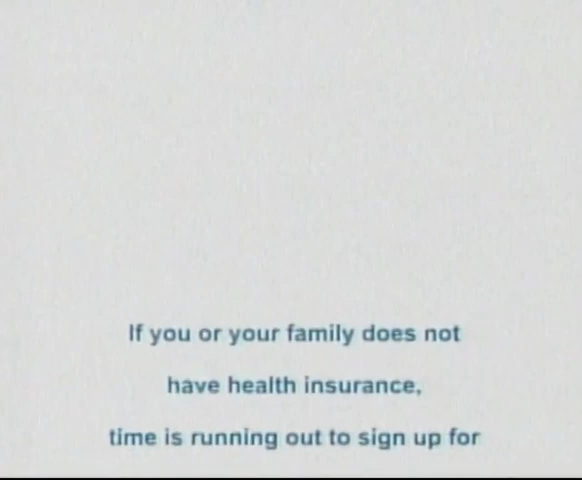 If you or your family does not
have health insurance,
time is running out to sign up for